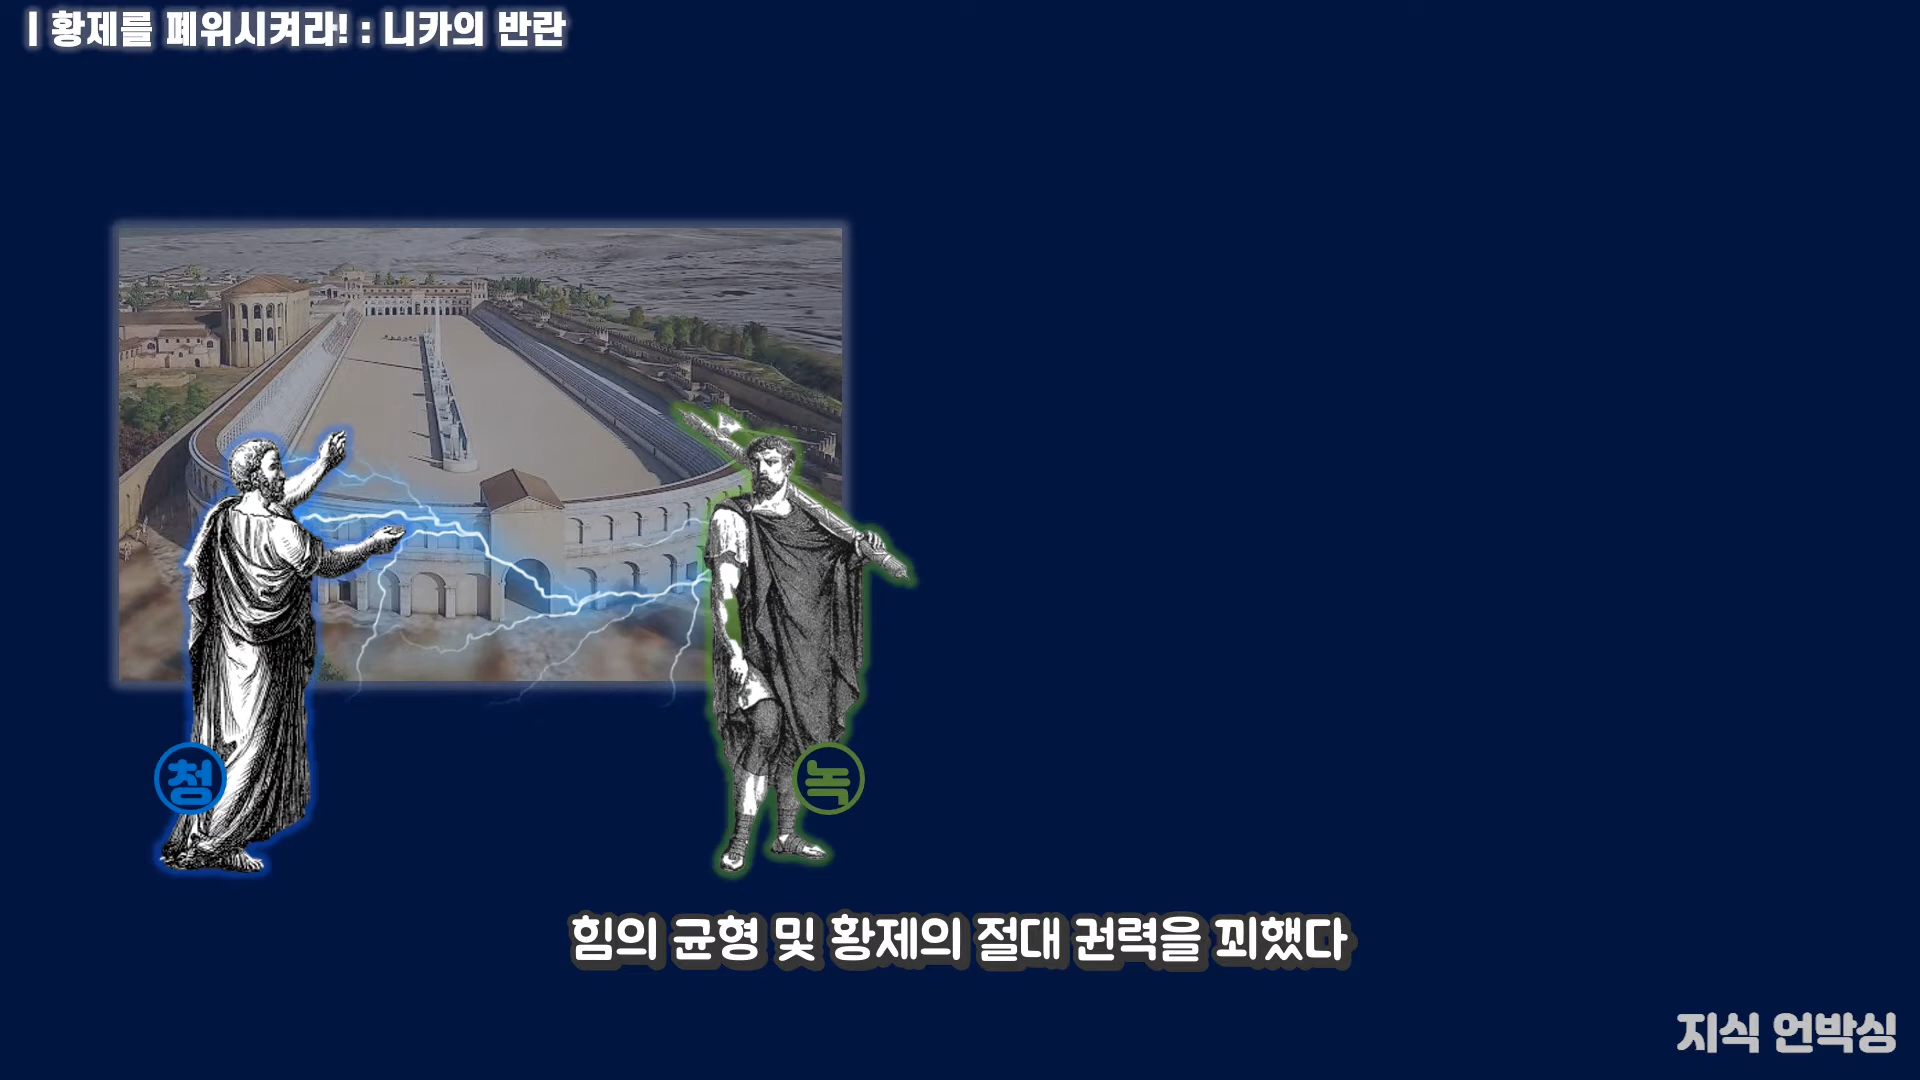 | 황제를 폐위시켜라! : 니카의 반란
청
녹
힘의 균형 및 황제의 절대 권력을 꾀했다
지식 언박싱